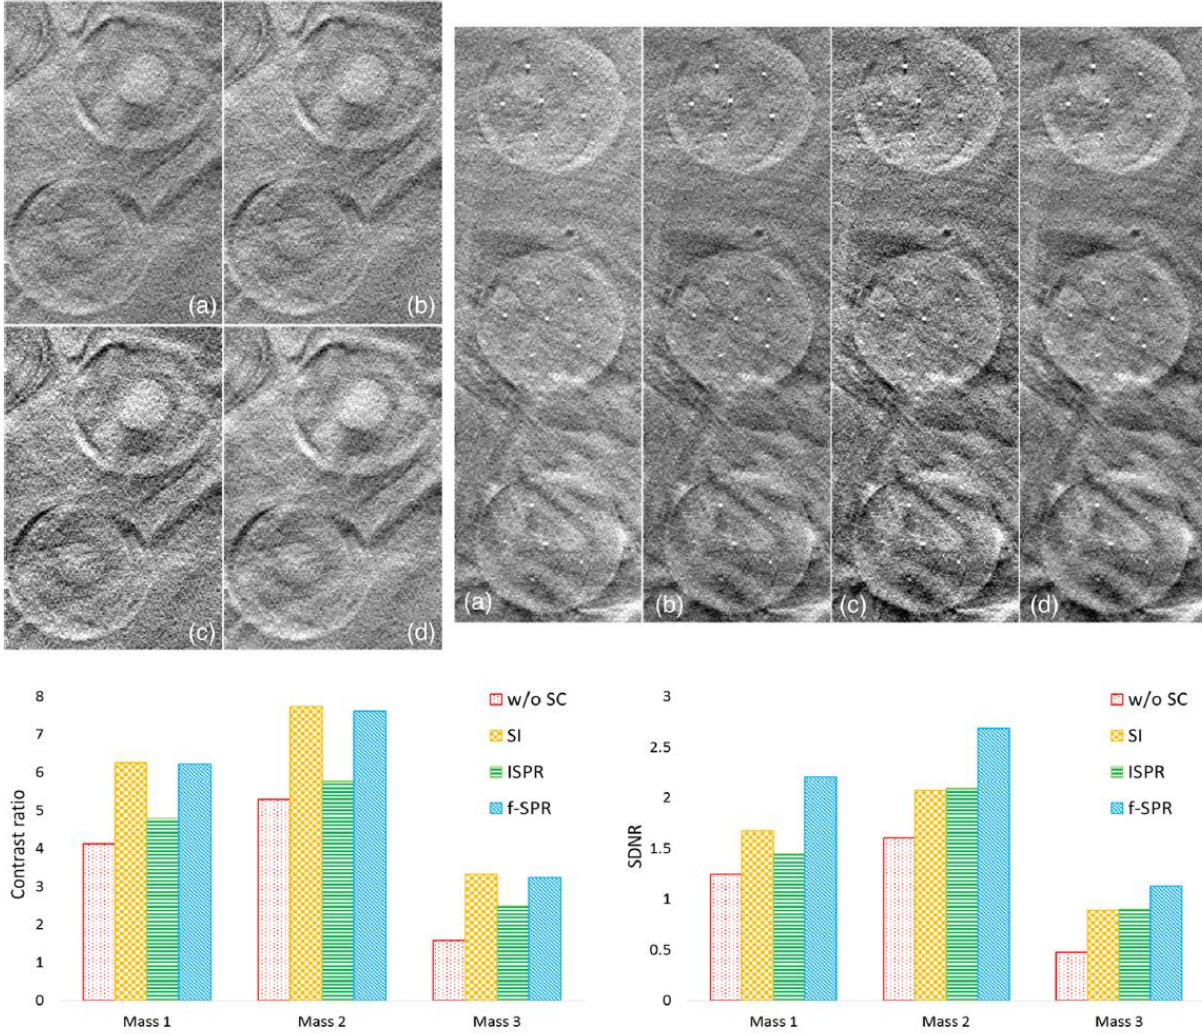 (a)
(b)
(c)
(d)
(a)
(b)
(c)
(d)
Contrast ratio
8
7
6
5
4
3
2
1
0
w/o SC
SI
ISPR
f-SPR
Mass 1
Mass 2
Mass 3
SDNR
3
2.5
2
1.5
1
0.5
0
w/o SC
SI
ISPR
f-SPR
Mass 1
Mass 2
Mass 3